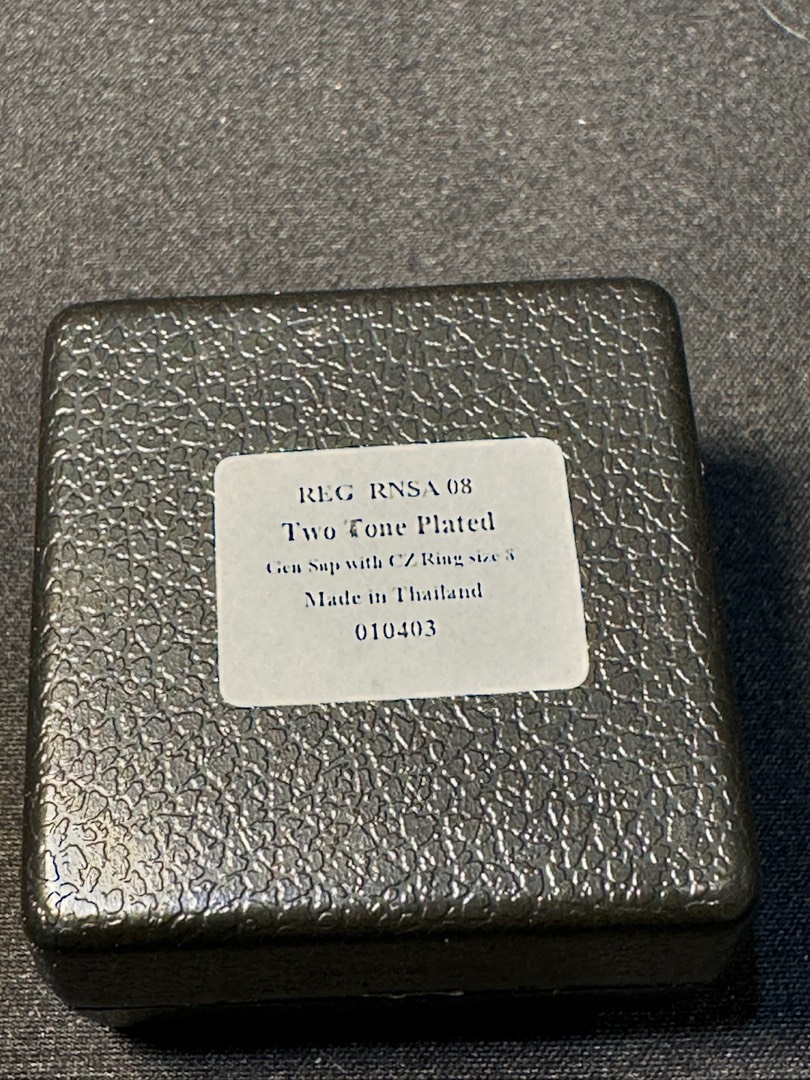 REG RNSA 08
Two Tone Plated
Gen Sap with CZ Ring size 8
Made in Thailand
010403